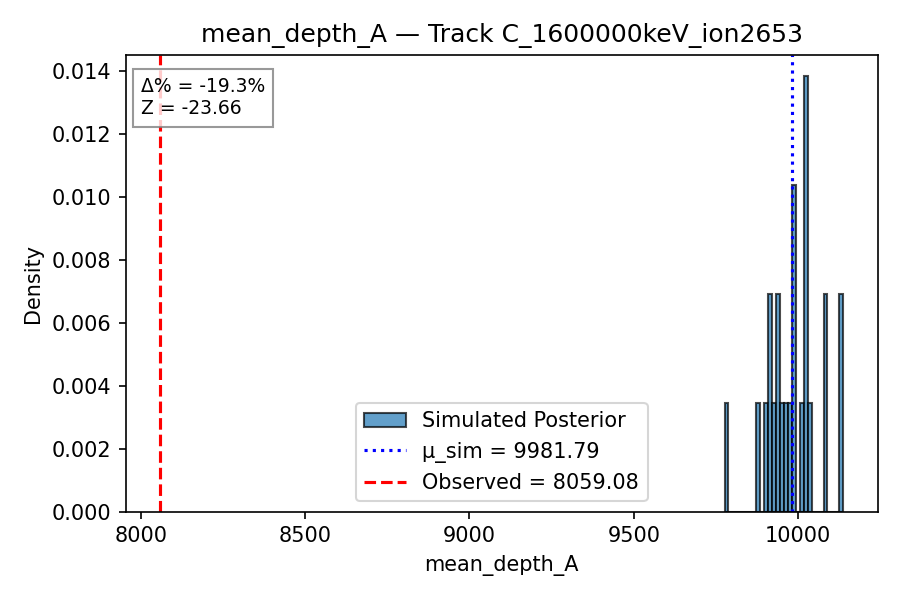 mean_depth_A — Track C_1600000keV_ion2653
Δ% = -19.3%
Z = -23.66
0.014
0.012
0.010
0.008
0.006
0.004
0.002
0.000
Density
Simulated Posterior
μ_sim = 9981.79
Observed = 8059.08
8000 8500 9000 9500 10000
mean_depth_A